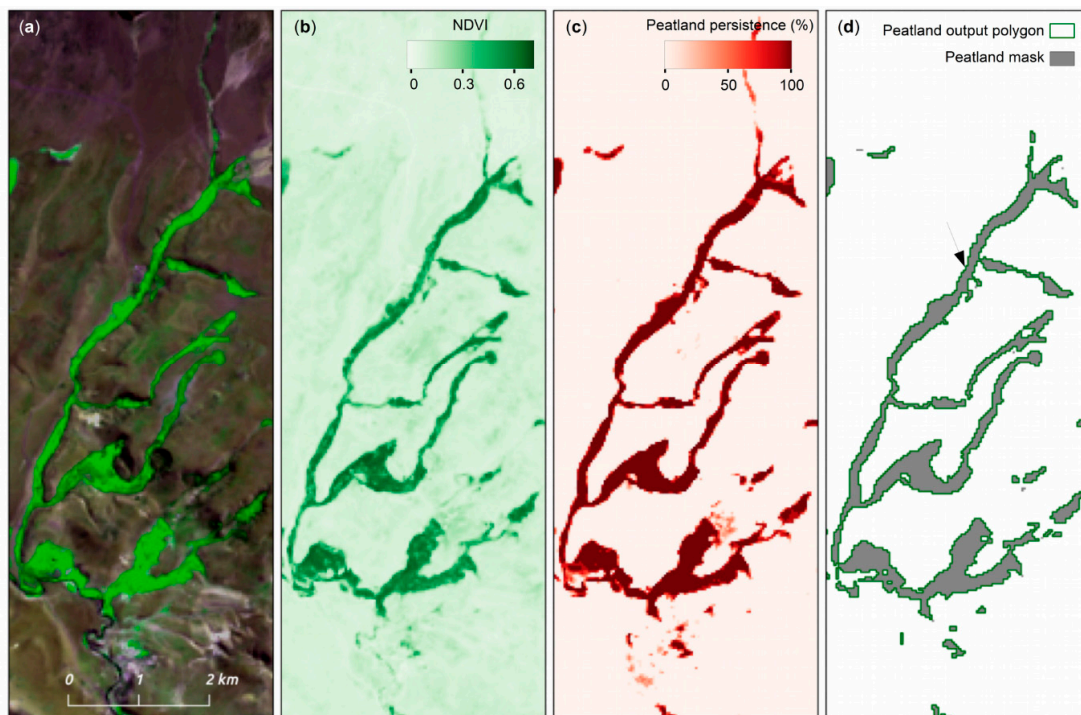 (a)
0 1 2 km
(b) NDVI
0 0.3 0.6
(c) Peatland persistence (%)
0 50 100
(d) Peatland output polygon
Peatland mask